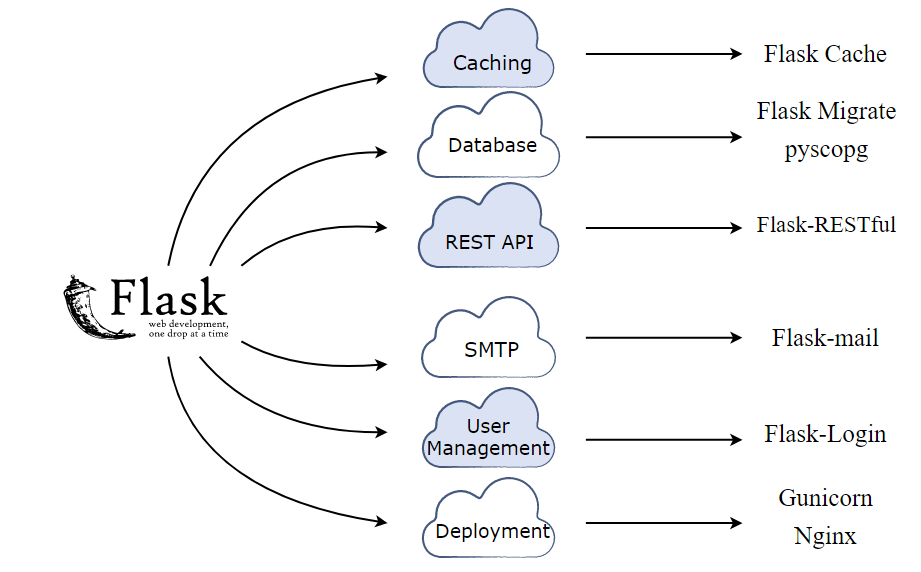 Caching
Flask Cache
Database
Flask Migrate
pyscopg
REST API
Flask-RESTful
Flask
web development,
one drop at a time
SMTP
Flask-mail
User
Management
Flask-Login
Deployment
Gunicorn
Nginx